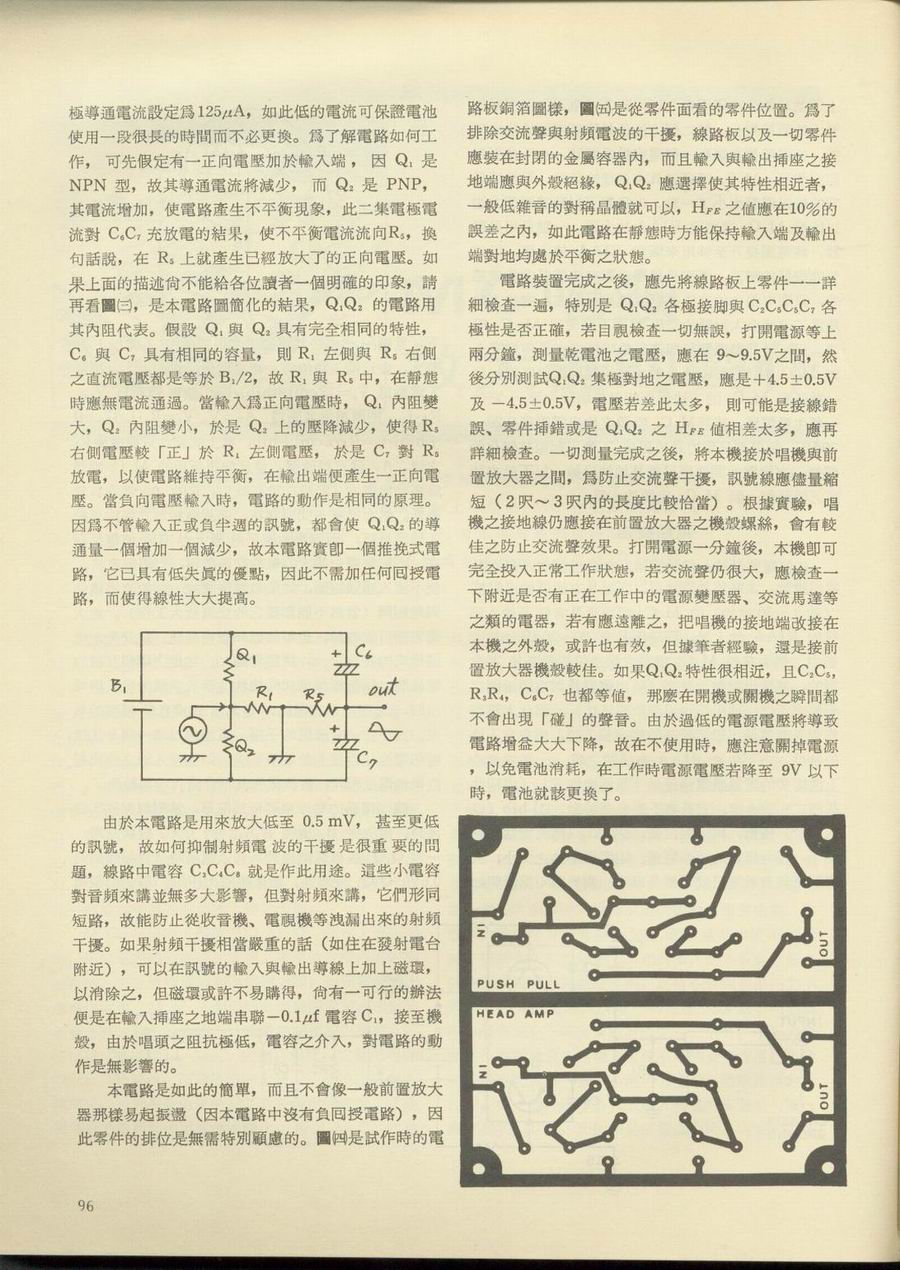 極導通電流設定爲125μA，如此低的電流可保證電池
使用一段很長的時間而不必更換。爲了解電路如何工
作， 可先假定有一正向電壓加於輸入端， 因 Q₁ 是
NPN 型，故其導通電流將減少， 而 Q₂ 是 PNP，
其電流增加，使電路產生不平衡現象，此二集電極電
流對 C₆C₇ 充放電的結果，使不平衡電流流向R₅，換
句話說，在 R₅ 上就產生已經放大了的正向電壓。如
果上面的描述尙不能給各位讀者一個明確的印象，請
再看圖㈢，是本電路圖簡化的結果，Q₁Q₂ 的電路用
其內阻代表。假設 Q₁ 與 Q₂ 具有完全相同的特性，
C₆ 與 C₇ 具有相同的容量， 則 R₁ 左側與 R₅ 右側
之直流電壓都是等於 B₁/2，故 R₁ 與 R₅ 中，在靜態
時應無電流通過。當輸入爲正向電壓時， Q₁ 內阻變
大，Q₂ 內阻變小，於是 Q₂ 上的壓降減少，使得 R₅
右側電壓較「正」於 R₁ 左側電壓， 於是 C₇ 對 R₅
放電，以使電路維持平衡，在輸出端便產生一正向電
壓。當負向電壓輸入時，電路的動作是相同的原理。
因爲不管輸入正或負半週的訊號，都會使 Q₁Q₂ 的導
通量一個增加一個減少，故本電路實卽一個推挽式電
路，它已具有低失眞的優點，因此不需加任何囘授電
路，而使得線性大大提高。
B₁
Q₁
Q₂
R₁
R₅
+
C₆
out
+
C₇
由於本電路是用來放大低至 0.5 mV， 甚至更低
的訊號， 故如何抑制射頻電 波的干擾 是很重 要的問
題，線路中電容 C₃C₄C₈ 就是作此用途。這些小電容
對音頻來講並無多大影響，但對射頻來講，它們形同
短路，故能防止從收音機、電視機等洩漏出來的射頻
干擾。如果射頻干擾相當嚴重的話（如住在發射電台
附近），可以在訊號的輸入與輸出導線上加上磁環，
以消除之，但磁環或許不易購得，尙有一可行的辦法
便是在輸入揷座之地端串聯－0.1μf 電容 C₁，接至機
殼，由於唱頭之阻抗極低，電容之介入，對電路的動
作是無影響的。
本電路是如此的簡單，而且不會像一般前置放大
器那樣易起振盪（因本電路中沒有負囘授電路），因
此零件的排位是無需特別顧慮的。圖㈣是試作時的電
96
路板銅箔圖樣，圖㈤是從零件面看的零件位置。爲了
排除交流聲與射頻電波的干擾，線路板以及一切零件
應裝在封閉的金屬容器內，而且輸入與輸出揷座之接
地端應與外殼絕緣， Q₁Q₂ 應選擇使其特性相近者，
一般低雜音的對稱晶體就可以，H_FE 之値應在10%的
誤差之內，如此電路在靜態時方能保持輸入端及輸出
端對地均處於平衡之狀態。
電路裝置完成之後，應先將線路板上零件一一詳
細檢查一遍，特別是 Q₁Q₂ 各極接脚與 C₂C₅C₆C₇ 各
極性是否正確，若目視檢查一切無誤，打開電源等上
兩分鐘，測量乾電池之電壓，應在 9～9.5V之間，然
後分別測試Q₁Q₂ 集極對地之電壓，應是＋4.5±0.5V
及 －4.5±0.5V，電壓若差此太多， 則可能是接線錯
誤、零件揷錯或是 Q₁Q₂ 之 H_FE 値相差太多，應再
詳細檢查。一切測量完成之後，將本機接於唱機與前
置放大器之間，爲防止交流聲干擾，訊號線應儘量縮
短（2呎～3呎內的長度比較恰當）。根據實驗，唱
機之接地線仍應接在前置放大器之機殼螺絲，會有較
佳之防止交流聲效果。打開電源一分鐘後，本機卽可
完全投入正常工作狀態，若交流聲仍很大，應檢查一
下附近是否有正在工作中的電源變壓器、交流馬達等
之類的電器，若有應遠離之，把唱機的接地端改接在
本機之外殼，或許也有效，但據筆者經驗，還是接前
置放大器機殼較佳。如果Q₁Q₂ 特性很相近，且C₂C₅，
R₃R₄，C₆C₇ 也都等値， 那麽在開機或關機之瞬間都
不會出現「碰」的聲音。由於過低的電源電壓將導致
電路增益大大下降，故在不使用時，應注意關掉電源
，以免電池消耗，在工作時電源電壓若降至 9V 以下
時，電池就該更換了。
IN
OUT
PUSH PULL
HEAD AMP
IN
OUT